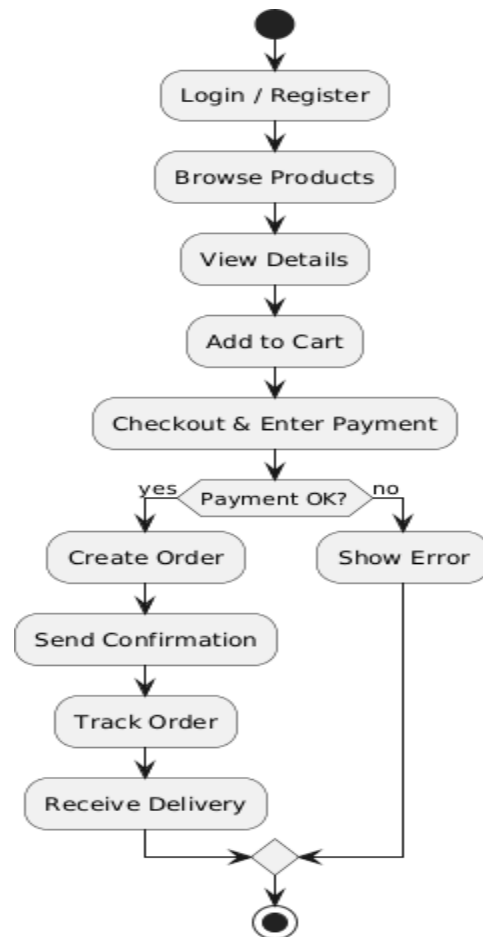 Login / Register
Browse Products
View Details
Add to Cart
Checkout & Enter Payment
yes
Payment OK?
no
Create Order
Show Error
Send Confirmation
Track Order
Receive Delivery